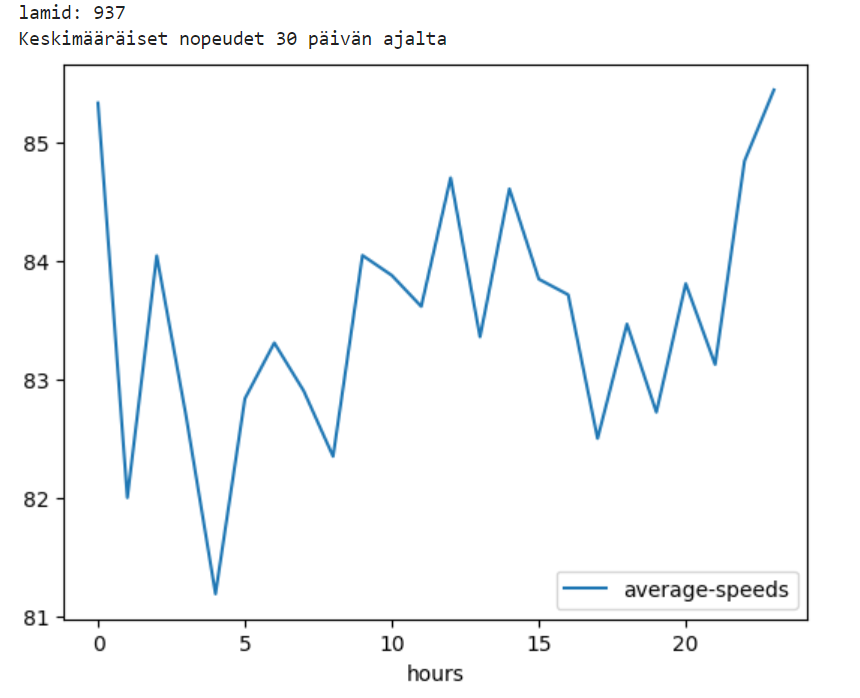 lamid: 937
Keskimääräiset nopeudet 30 päivän ajalta
85
84
83
82
81
average-speeds
0 5 10 15 20
hours